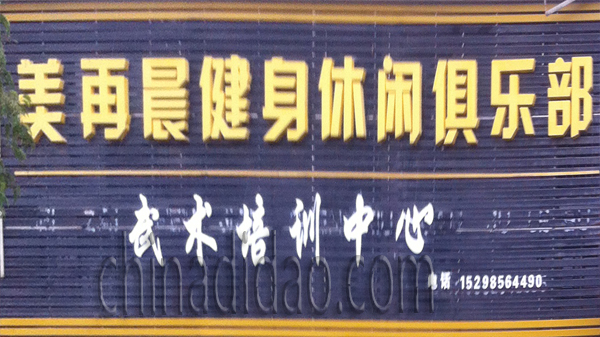 美再晨健身休闲俱乐部
武术培训中心
chinadidao.com
电话 15298564490